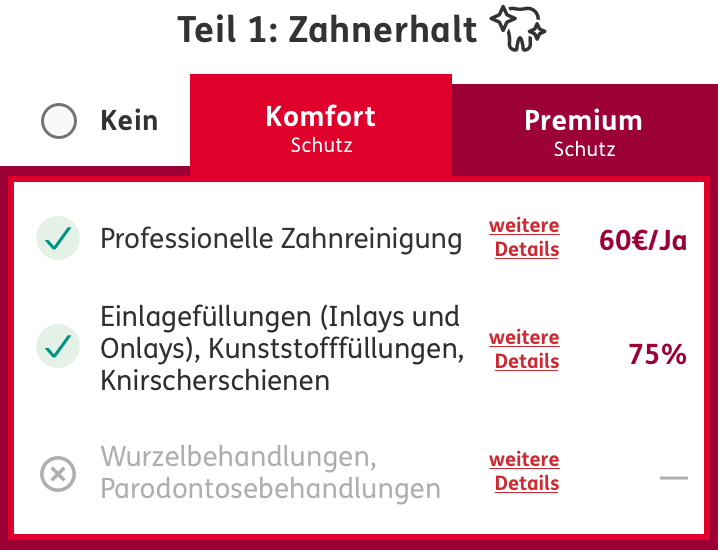 Teil 1: Zahnerhalt
Kein
Komfort
Schutz
Premium
Schutz
Professionelle Zahnreinigung
weitere
Details
60€/Ja
Einlagefüllungen (Inlays und
Onlays), Kunststofffüllungen,
Knirscherschienen
weitere
Details
75%
Wurzelbehandlungen,
Parodontosebehandlungen
weitere
Details
—